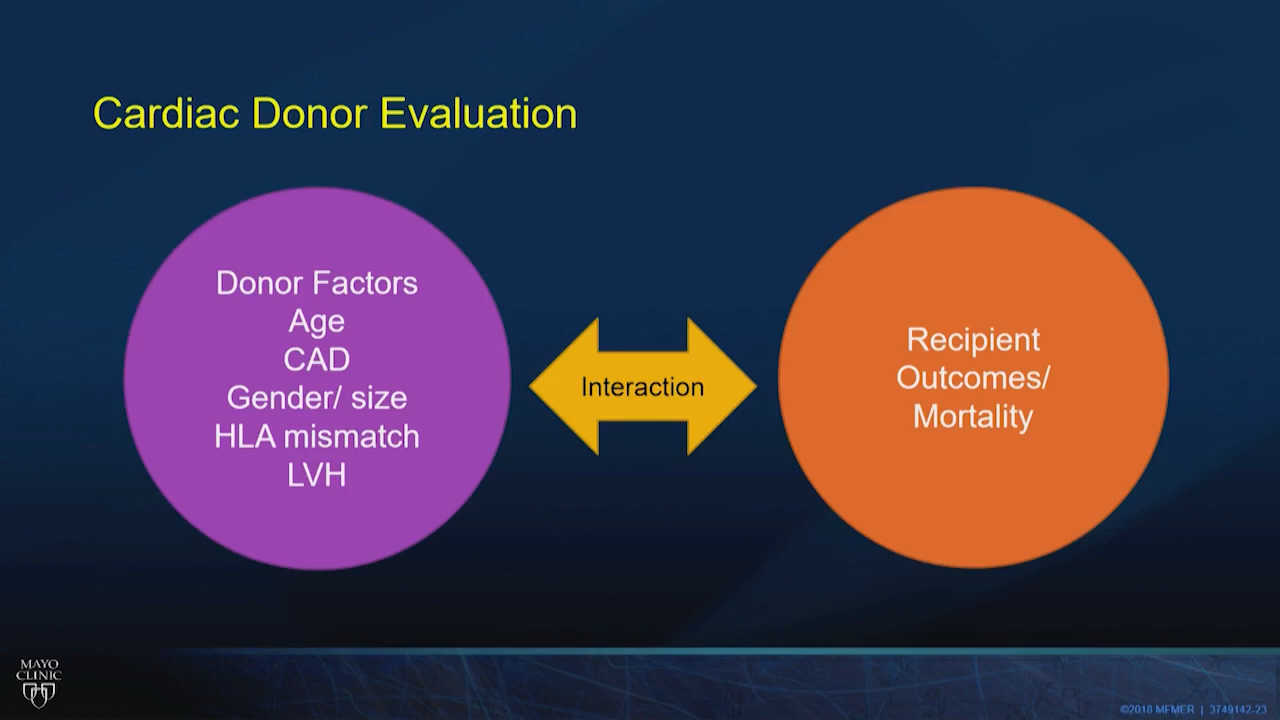 Cardiac Donor Evaluation
Donor Factors
Age
CAD
Gender/ size
HLA mismatch
LVH
Interaction
Recipient
Outcomes/
Mortality
MAYO
CLINIC
©2018 MFMER | 3749142-23